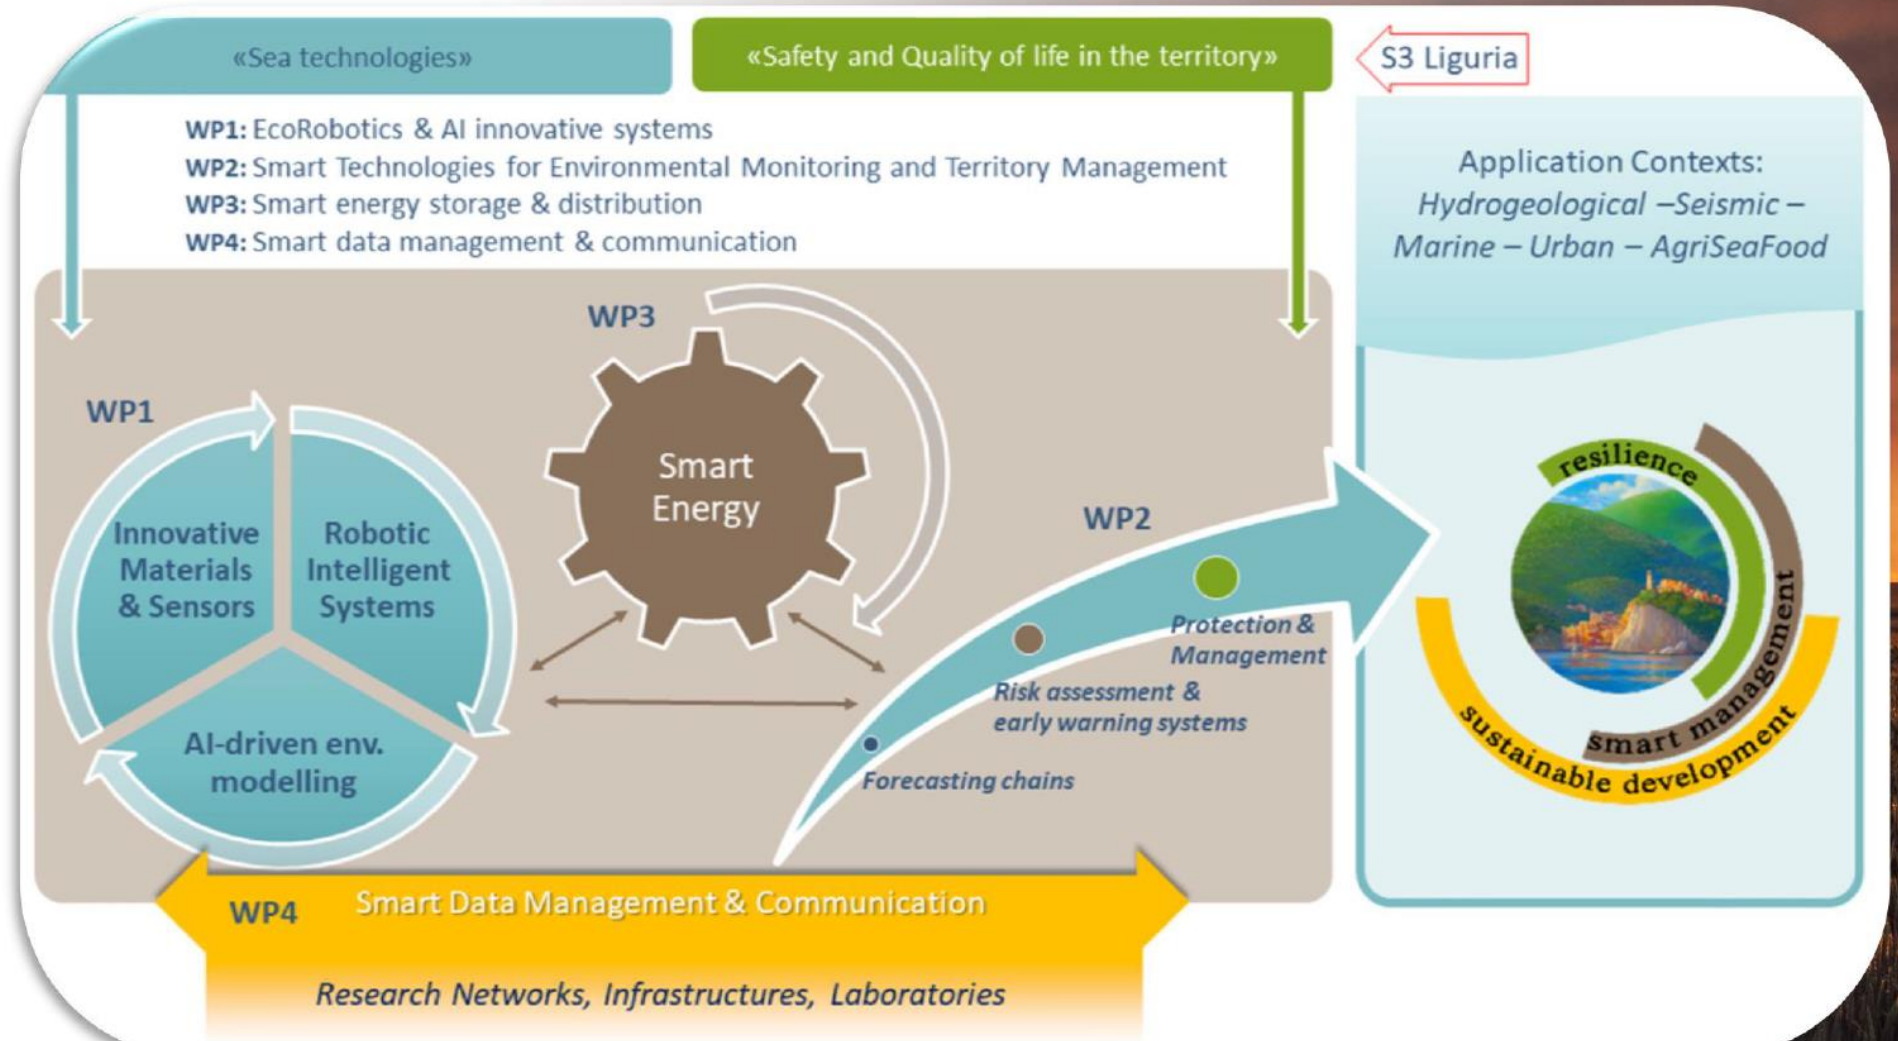 «Sea technologies»
«Safety and Quality of life in the territory»
S3 Liguria
WP1: EcoRobotics & AI innovative systems
WP2: Smart Technologies for Environmental Monitoring and Territory Management
WP3: Smart energy storage & distribution
WP4: Smart data management & communication
Application Contexts:
Hydrogeological –Seismic –
Marine – Urban – AgriSeaFood
WP3
WP1
Smart
Energy
Innovative
Materials
& Sensors
Robotic
Intelligent
Systems
AI-driven env.
modelling
WP2
Protection &
Management
Risk assessment &
early warning systems
Forecasting chains
resilience
smart management
sustainable development
WP4
Smart Data Management & Communication
Research Networks, Infrastructures, Laboratories